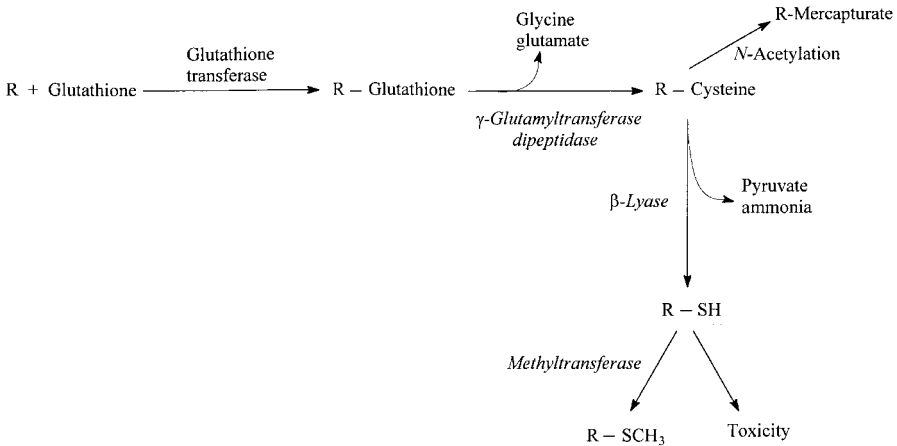 Glycine
glutamate
R-Mercapturate
Glutathione
transferase
N-Acetylation
R + Glutathione
R – Glutathione
R – Cysteine
γ-Glutamyltransferase
dipeptidase
β-Lyase
Pyruvate
ammonia
R – SH
Methyltransferase
R – SCH₃
Toxicity